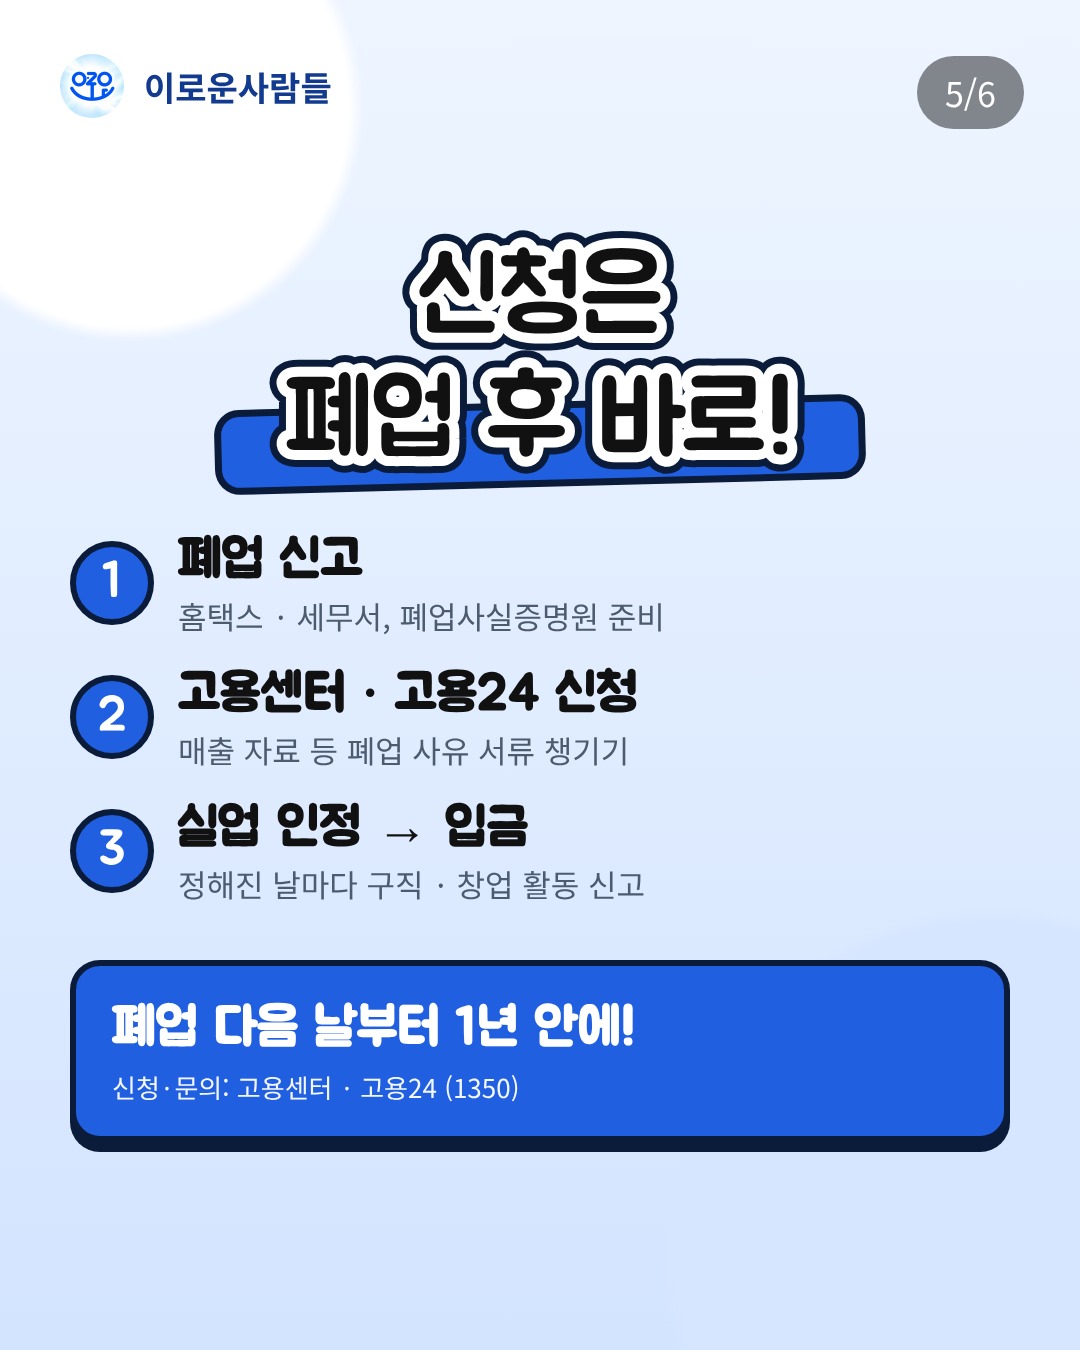 이로운사람들
5/6
신청은
폐업 후 바로!
1
폐업 신고
홈택스 · 세무서, 폐업사실증명원 준비
2
고용센터 · 고용24 신청
매출 자료 등 폐업 사유 서류 챙기기
3
실업 인정 → 입금
정해진 날마다 구직 · 창업 활동 신고
폐업 다음 날부터 1년 안에!
신청·문의: 고용센터 · 고용24 (1350)